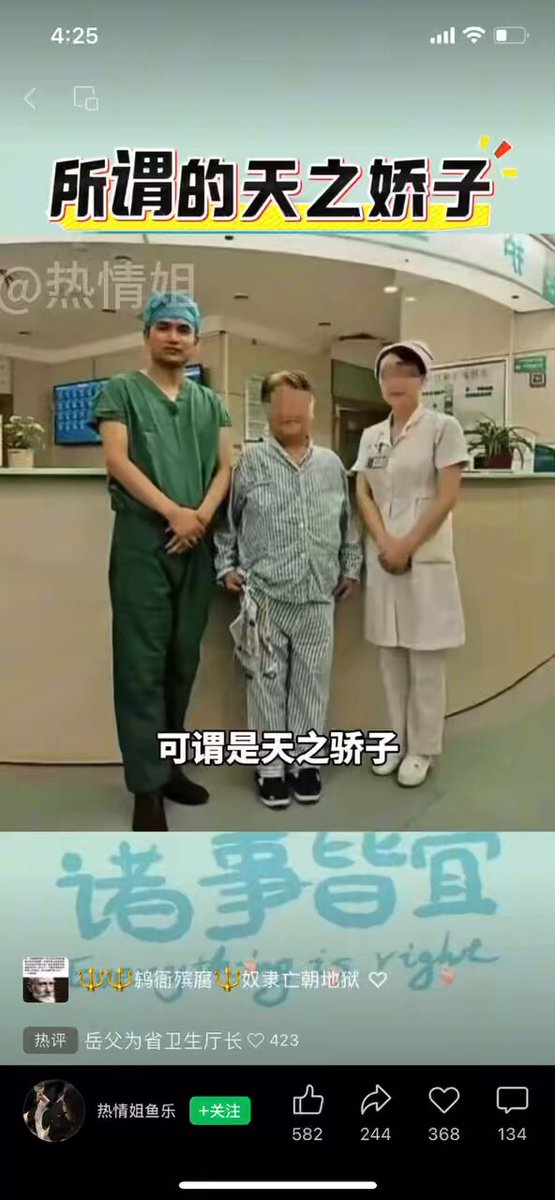 4:25
所谓的天之娇子
@热情姐
护
可谓是天之骄子
诸事皆宜
Everything is right
🔱🔱鸹衙殡腐🔱奴隶亡朝地狱
热评 岳父为省卫生厅长 423
热情姐鱼乐 +关注
582 244 368 134